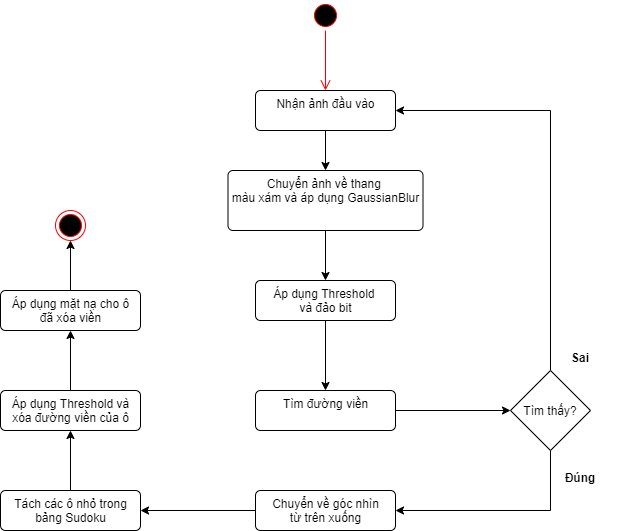 Nhận ảnh đầu vào
Chuyển ảnh về thang
màu xám và áp dụng GaussianBlur
Áp dụng Threshold
và đảo bit
Tìm đường viền
Tìm thấy?
Sai
Đúng
Chuyển về góc nhìn
từ trên xuống
Tách các ô nhỏ trong
bảng Sudoku
Áp dụng Threshold và
xóa đường viền của ô
Áp dụng mặt nạ cho ô
đã xóa viền